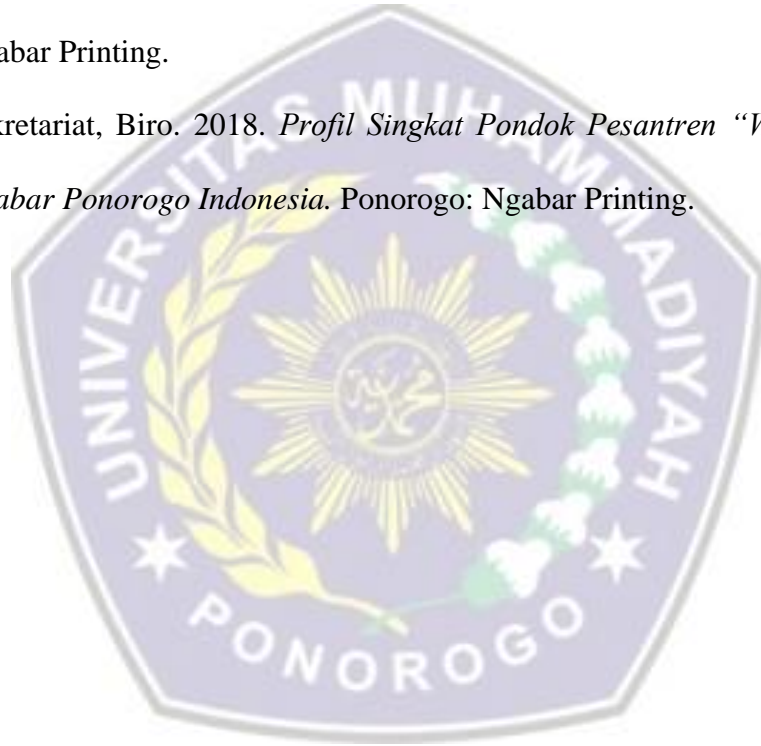 abar Printing.
kretariat, Biro. 2018. Profil Singkat Pondok Pesantren “W
abar Ponorogo Indonesia. Ponorogo: Ngabar Printing.
UNIVERSITAS MUHAMMADIYAH
PONOROGO